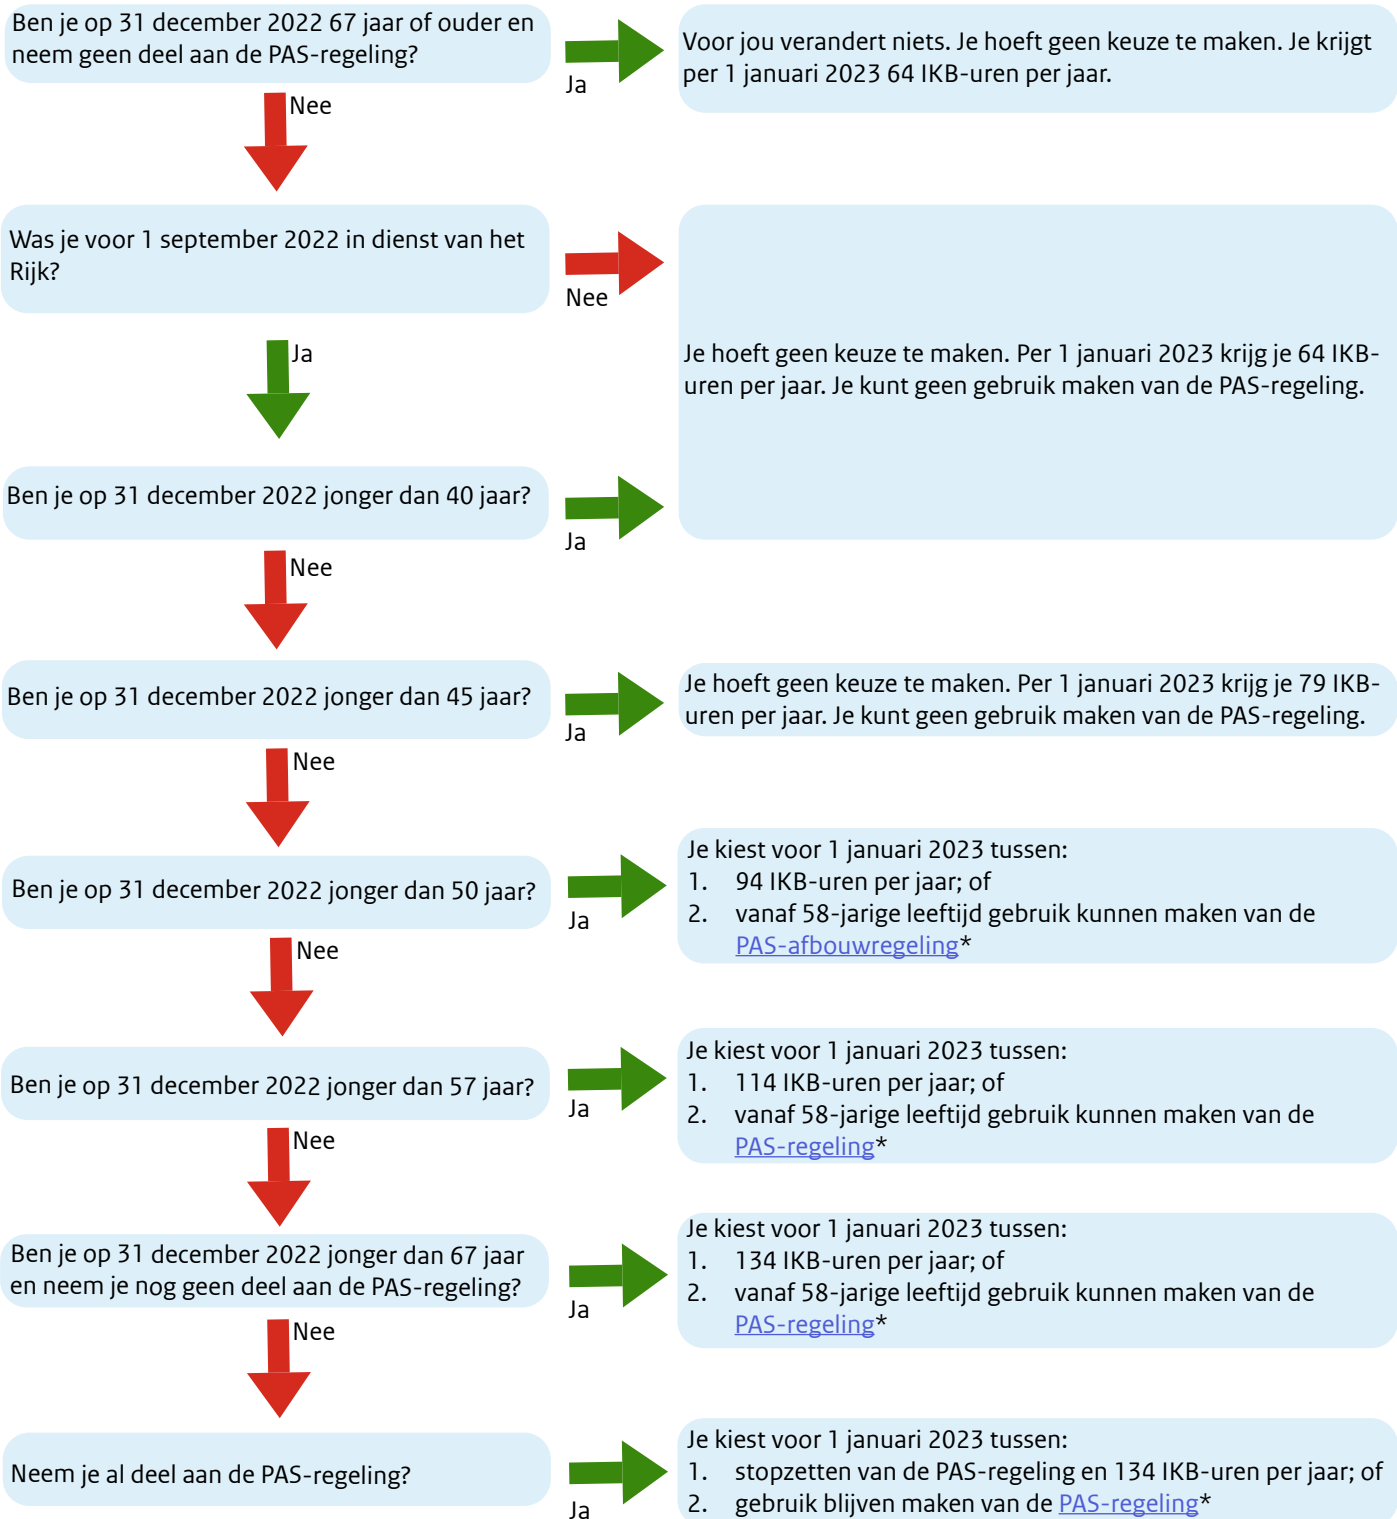 Ben je op 31 december 2022 67 jaar of ouder en
neem geen deel aan de PAS-regeling?
Ja
Voor jou verandert niets. Je hoeft geen keuze te maken. Je krijgt
per 1 januari 2023 64 IKB-uren per jaar.
Nee
Was je voor 1 september 2022 in dienst van het
Rijk?
Nee
Je hoeft geen keuze te maken. Per 1 januari 2023 krijg je 64 IKB-
uren per jaar. Je kunt geen gebruik maken van de PAS-regeling.
Ja
Ben je op 31 december 2022 jonger dan 40 jaar?
Ja
Nee
Ben je op 31 december 2022 jonger dan 45 jaar?
Ja
Je hoeft geen keuze te maken. Per 1 januari 2023 krijg je 79 IKB-
uren per jaar. Je kunt geen gebruik maken van de PAS-regeling.
Nee
Ben je op 31 december 2022 jonger dan 50 jaar?
Ja
Je kiest voor 1 januari 2023 tussen:
1. 94 IKB-uren per jaar; of
2. vanaf 58-jarige leeftijd gebruik kunnen maken van de
PAS-afbouwregeling*
Nee
Ben je op 31 december 2022 jonger dan 57 jaar?
Ja
Je kiest voor 1 januari 2023 tussen:
1. 114 IKB-uren per jaar; of
2. vanaf 58-jarige leeftijd gebruik kunnen maken van de
PAS-regeling*
Nee
Ben je op 31 december 2022 jonger dan 67 jaar
en neem je nog geen deel aan de PAS-regeling?
Ja
Je kiest voor 1 januari 2023 tussen:
1. 134 IKB-uren per jaar; of
2. vanaf 58-jarige leeftijd gebruik kunnen maken van de
PAS-regeling*
Nee
Neem je al deel aan de PAS-regeling?
Ja
Je kiest voor 1 januari 2023 tussen:
1. stopzetten van de PAS-regeling en 134 IKB-uren per jaar; of
2. gebruik blijven maken van de PAS-regeling*